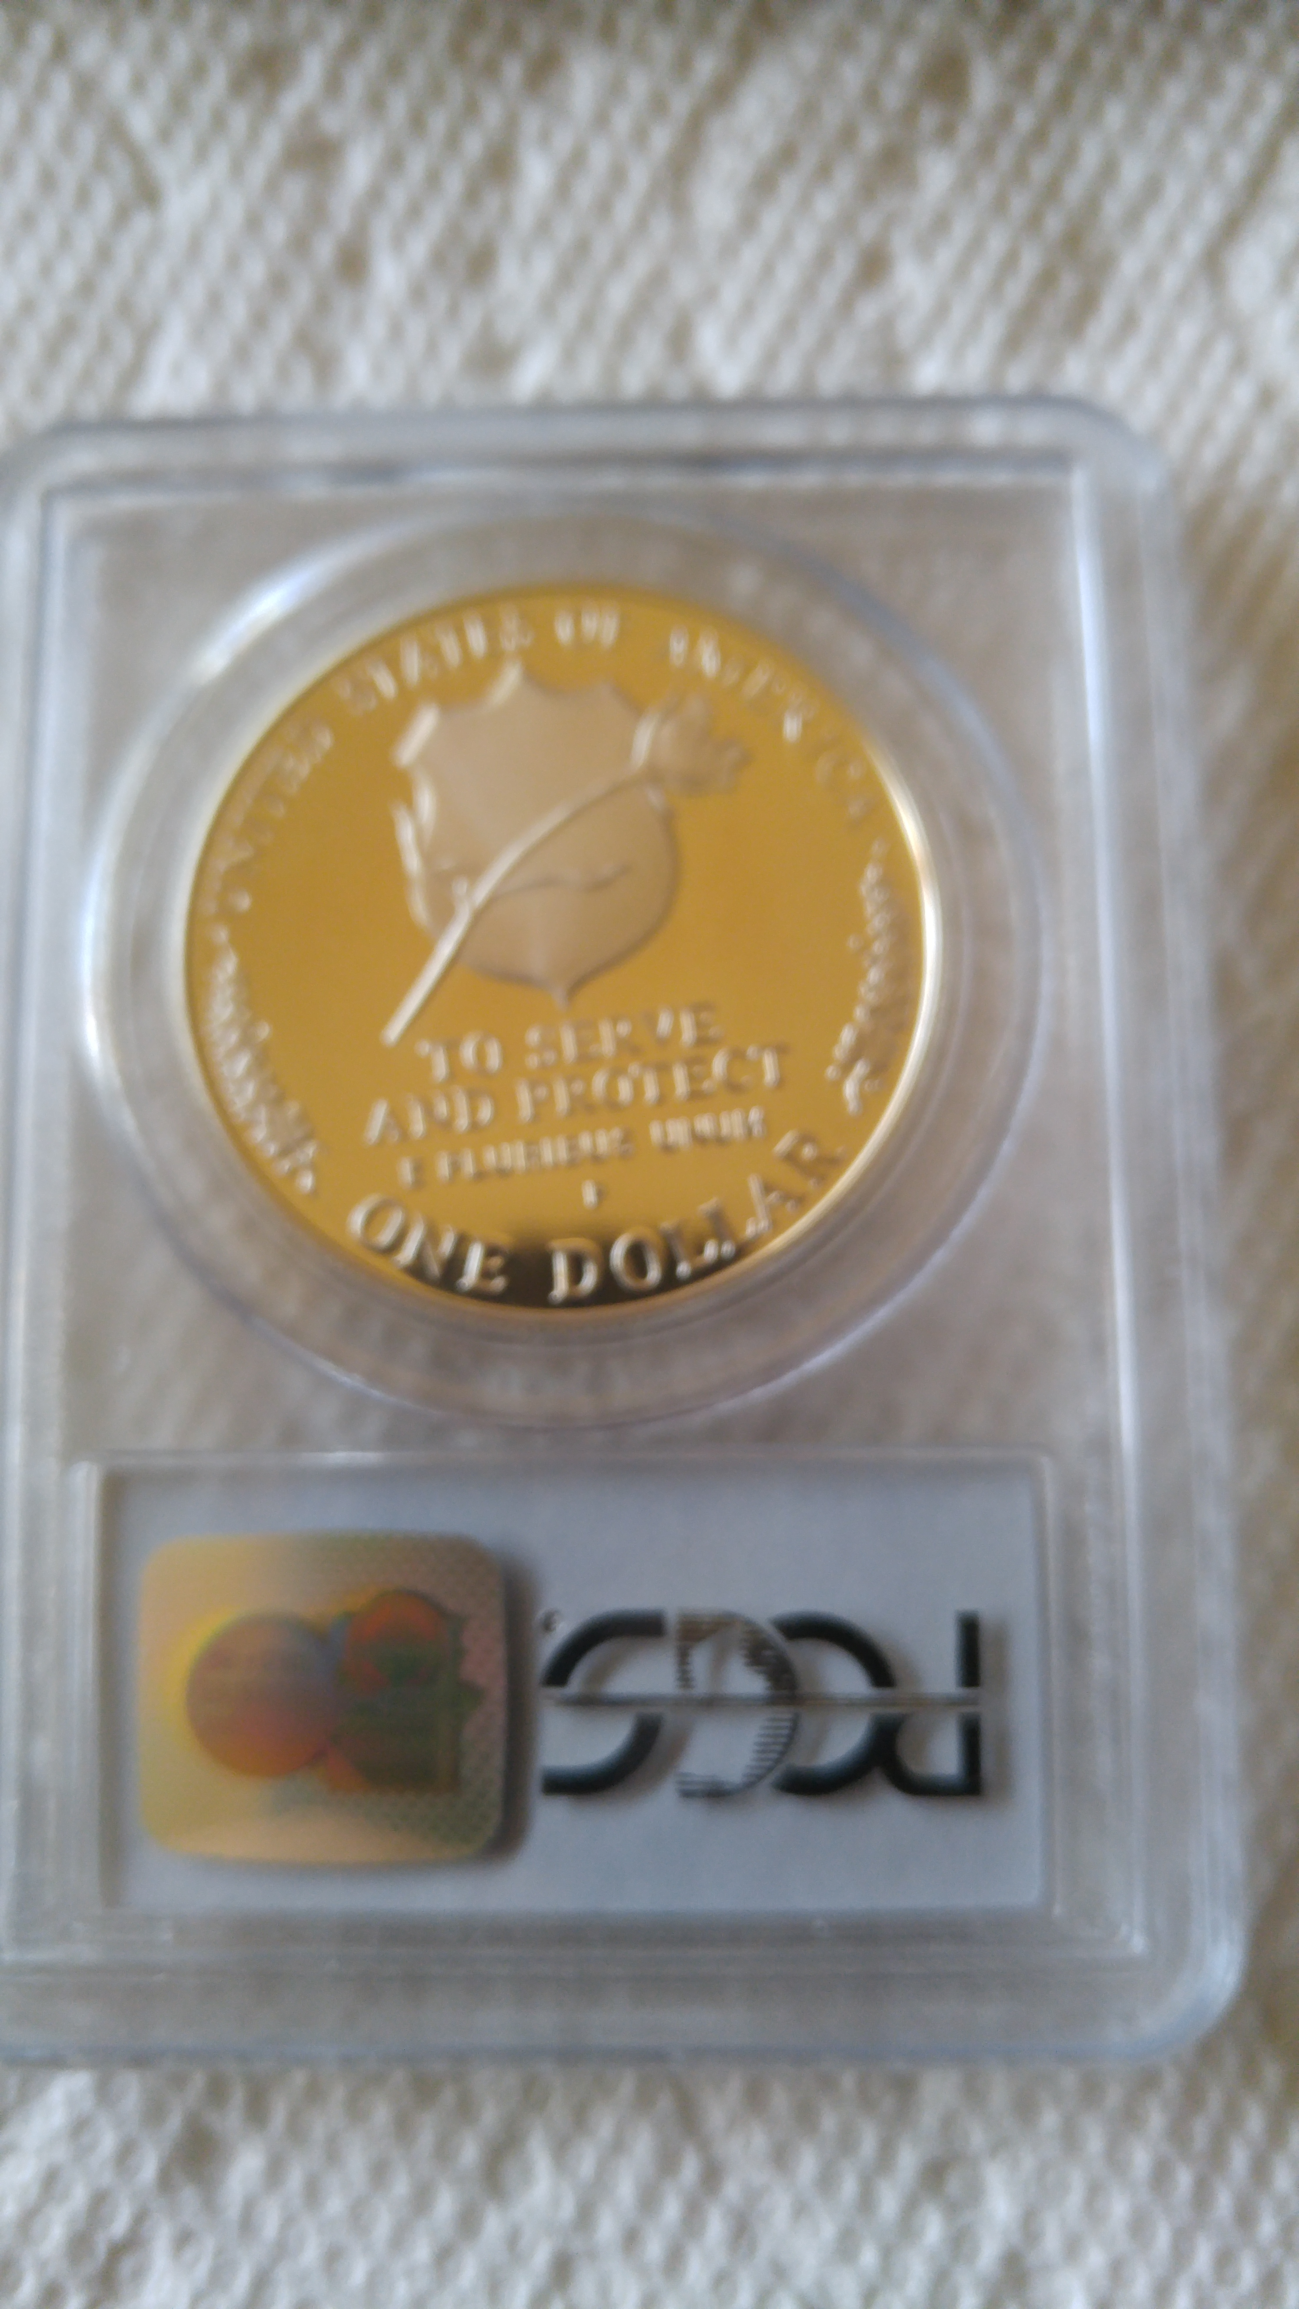 UNITED STATES OF AMERICA
TO SERVE
AND PROTECT
E PLURIBUS UNUM
P
ONE DOLLAR
PCGS